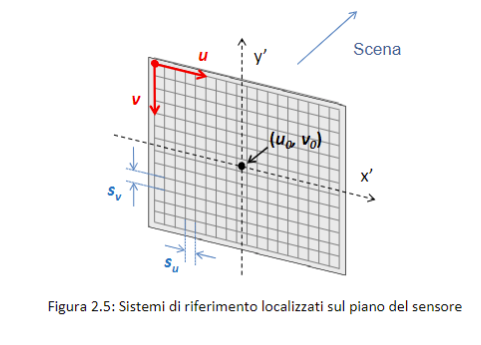 u
y'
Scena
v
(u₀, v₀)
x'
sᵥ
sᵤ
Figura 2.5: Sistemi di riferimento localizzati sul piano del sensore